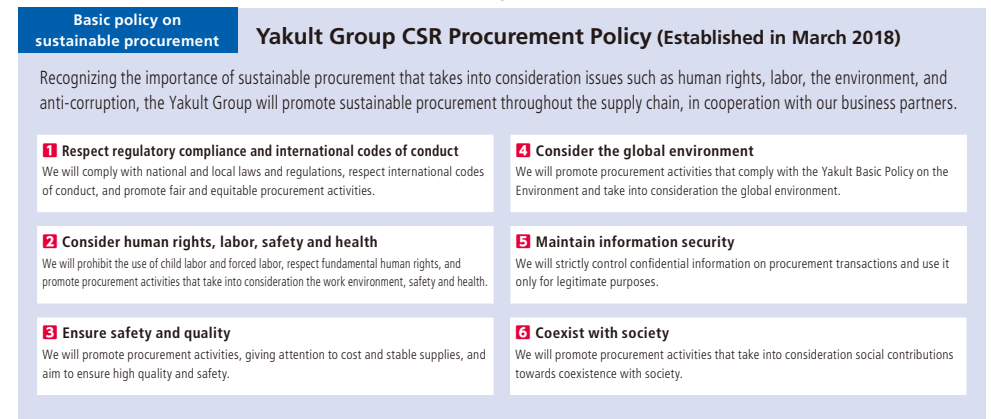 Basic policy on
sustainable procurement
Yakult Group CSR Procurement Policy (Established in March 2018)
Recognizing the importance of sustainable procurement that takes into consideration issues such as human rights, labor, the environment, and
anti-corruption, the Yakult Group will promote sustainable procurement throughout the supply chain, in cooperation with our business partners.
1 Respect regulatory compliance and international codes of conduct
We will comply with national and local laws and regulations, respect international codes
of conduct, and promote fair and equitable procurement activities.
2 Consider human rights, labor, safety and health
We will prohibit the use of child labor and forced labor, respect fundamental human rights, and
promote procurement activities that take into consideration the work environment, safety and health.
3 Ensure safety and quality
We will promote procurement activities, giving attention to cost and stable supplies, and
aim to ensure high quality and safety.
4 Consider the global environment
We will promote procurement activities that comply with the Yakult Basic Policy on the
Environment and take into consideration the global environment.
5 Maintain information security
We will strictly control confidential information on procurement transactions and use it
only for legitimate purposes.
6 Coexist with society
We will promote procurement activities that take into consideration social contributions
towards coexistence with society.